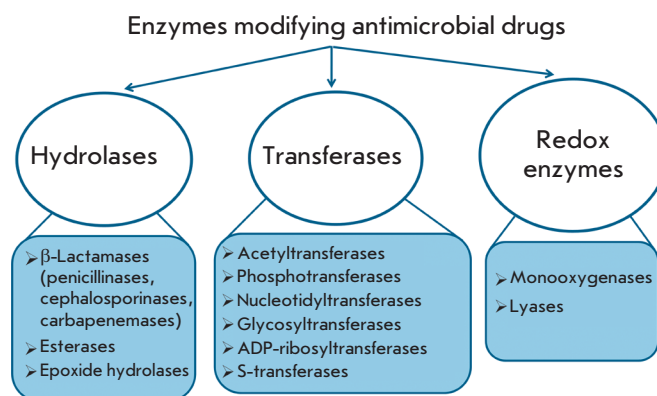 Enzymes modifying antimicrobial drugs
Hydrolases
Transferases
Redox
enzymes
➢ β-Lactamases
(penicillinases,
cephalosporinases,
carbapenemases)
➢ Esterases
➢ Epoxide hydrolases
➢ Acetyltransferases
➢ Phosphotransferases
➢ Nucleotidyltransferases
➢ Glycosyltransferases
➢ ADP-ribosyltransferases
➢ S-transferases
➢ Monooxygenases
➢ Lyases